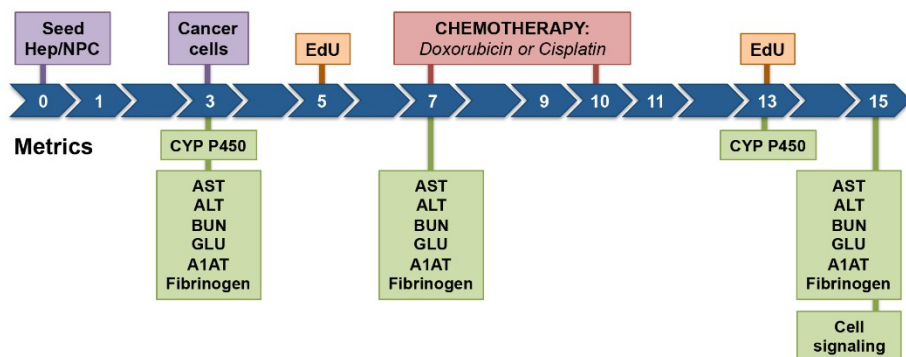 Seed
Hep/NPC
Cancer
cells
EdU
CHEMOTHERAPY:
Doxorubicin or Cisplatin
EdU
0 1 3 5 7 9 10 11 13 15
Metrics
CYP P450
AST
ALT
BUN
GLU
A1AT
Fibrinogen
AST
ALT
BUN
GLU
A1AT
Fibrinogen
CYP P450
AST
ALT
BUN
GLU
A1AT
Fibrinogen
Cell
signaling